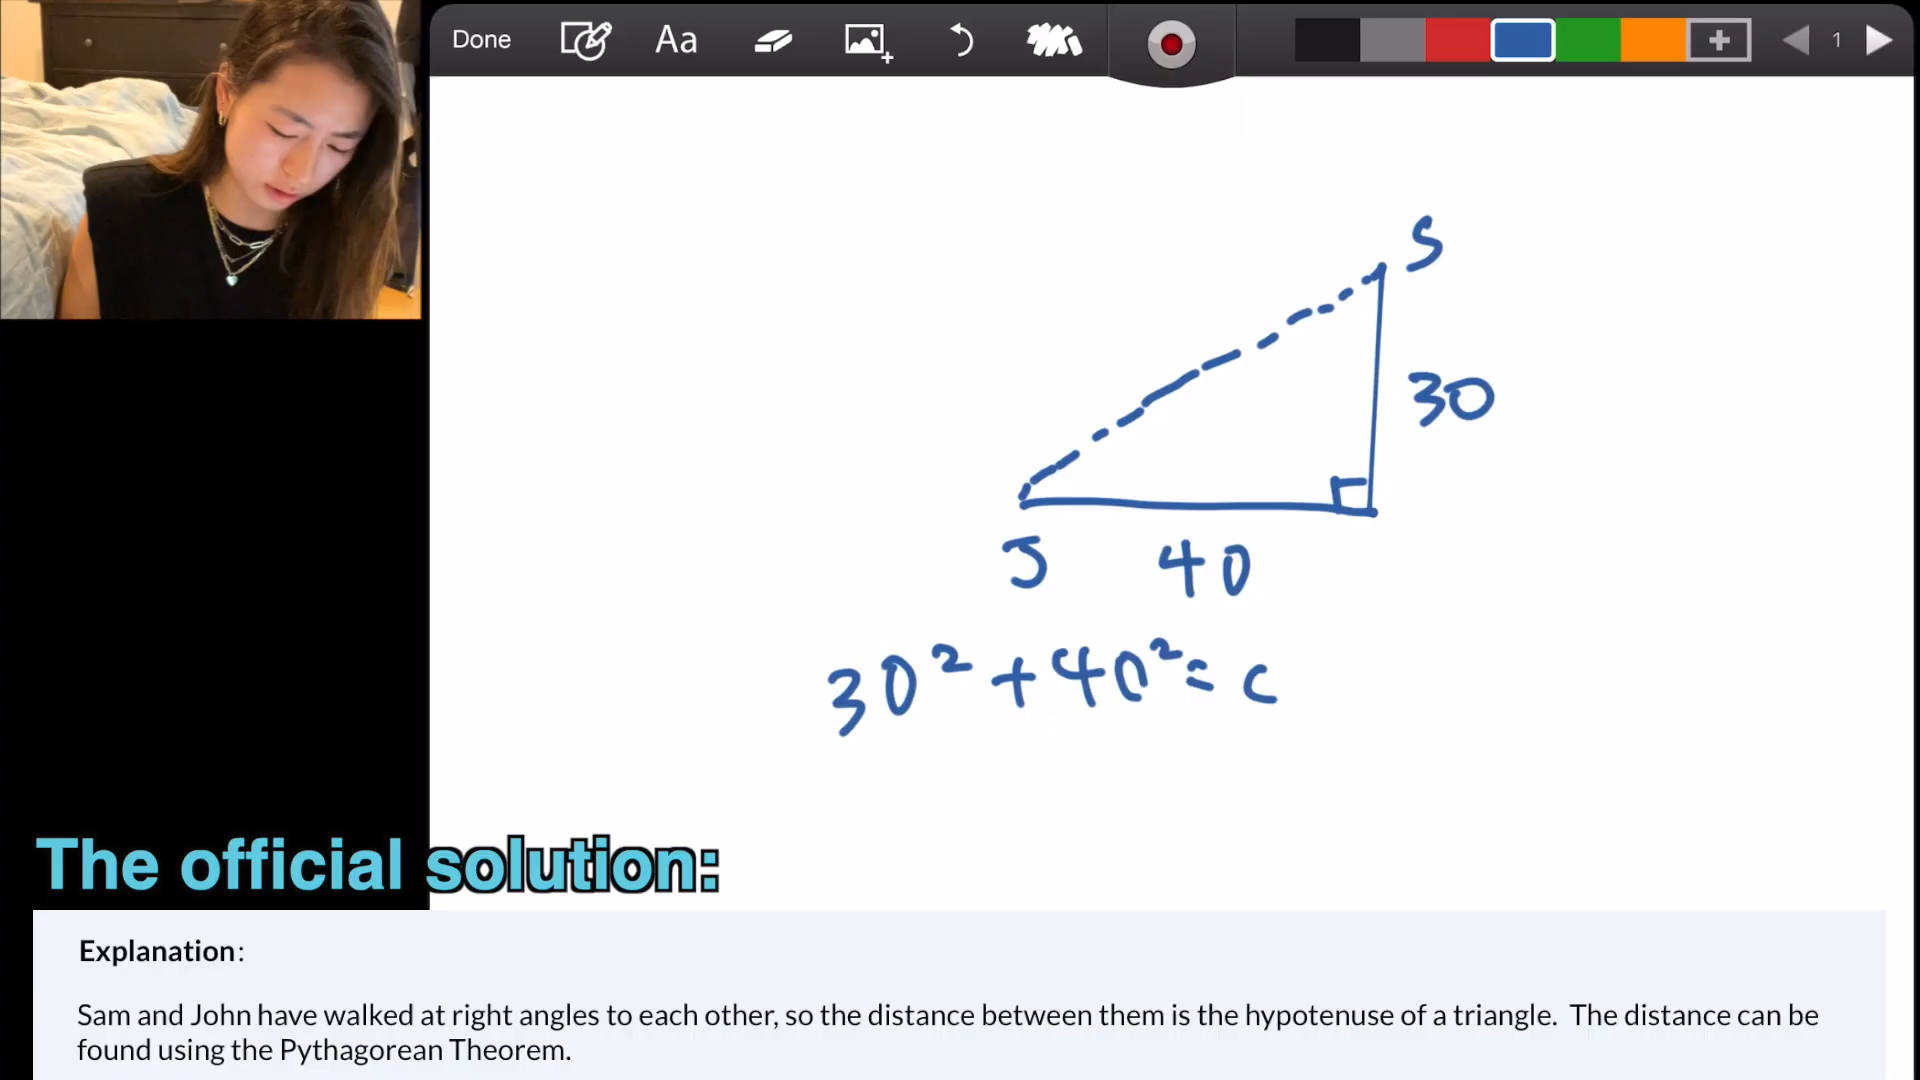 Done Aa 1
S
30
J 40
30² + 40² = c
The official solution:
Explanation:
Sam and John have walked at right angles to each other, so the distance between them is the hypotenuse of a triangle. The distance can be
found using the Pythagorean Theorem.